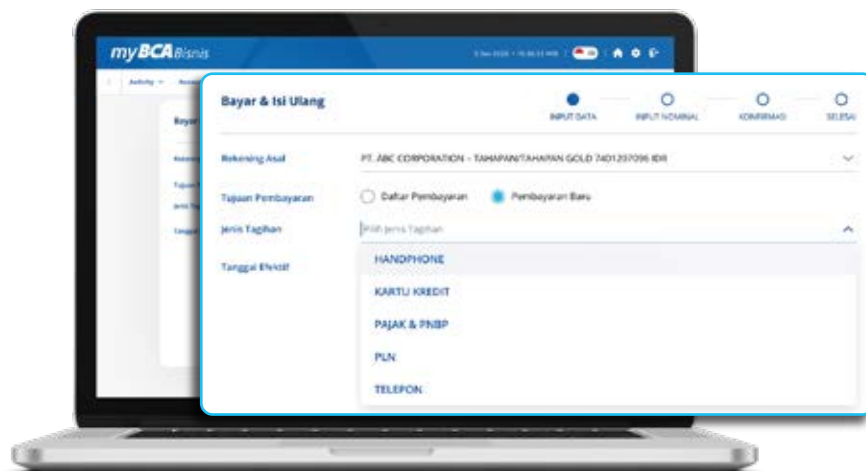 myBCA Bisnis
Activity
Bayar & Isi Ulang
INPUT DATA
INPUT NOMINAL
KONFIRMASI
SELESAI
Rekening Asal
PT. ABC CORPORATION - TAHAPAN/TAHAPAN GOLD 7401207096 IDR
Tujuan Pembayaran
Daftar Pembayaran
Pembayaran Baru
Jenis Tagihan
Pilih Jenis Tagihan
Tanggal Efektif
HANDPHONE
KARTU KREDIT
PAJAK & PNBP
PLN
TELEPON